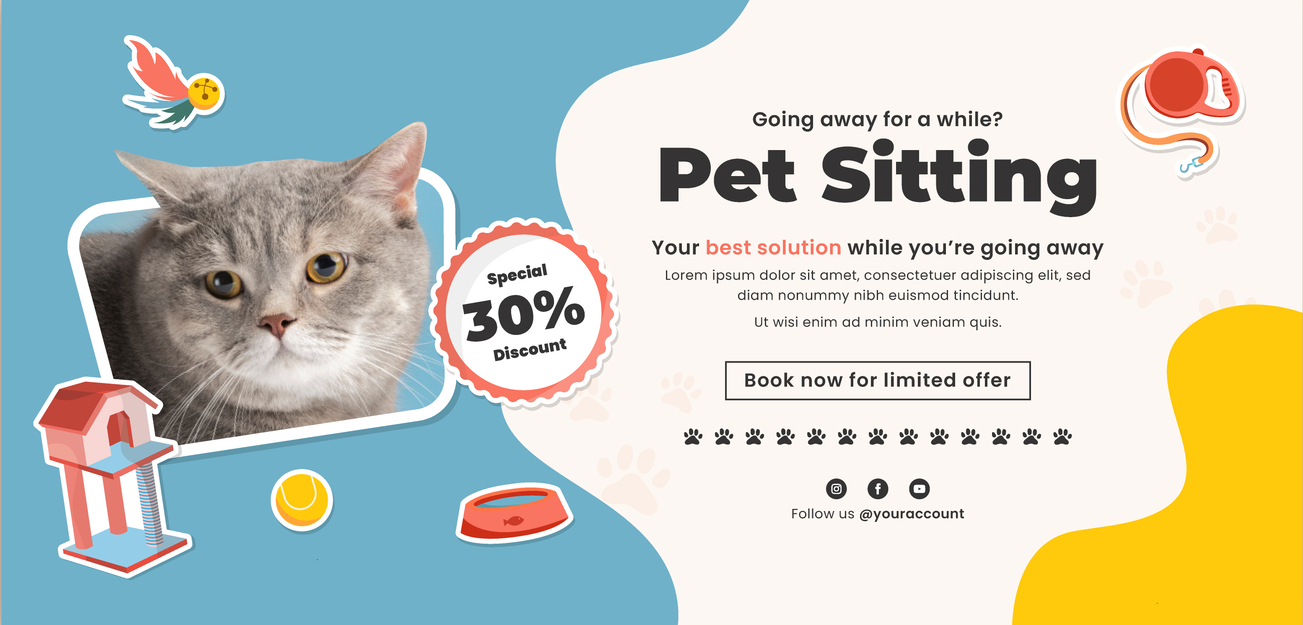 Going away for a while?
Pet Sitting
Your best solution while you’re going away
Lorem ipsum dolor sit amet, consectetuer adipiscing elit, sed
diam nonummy nibh euismod tincidunt.
Ut wisi enim ad minim veniam quis.
Book now for limited offer
Follow us @youraccount
Special
30%
Discount